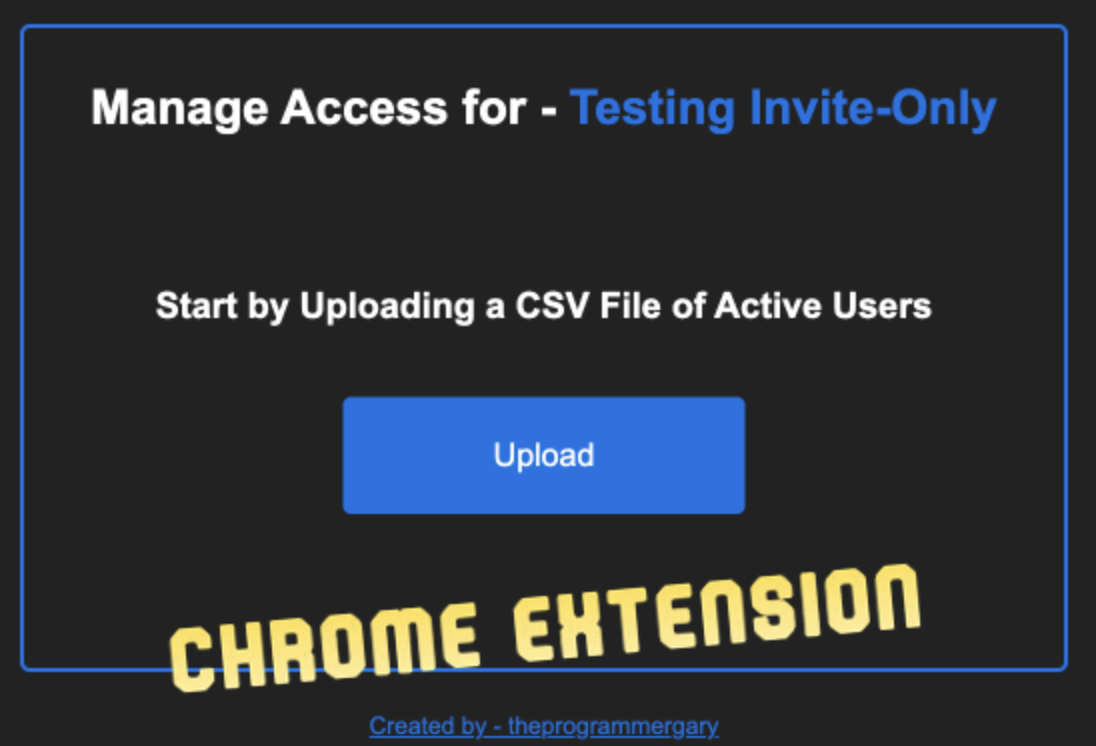 Manage Access for - Testing Invite-Only
Start by Uploading a CSV File of Active Users
Upload
CHROME EXTENSION
Created by - theprogrammergary